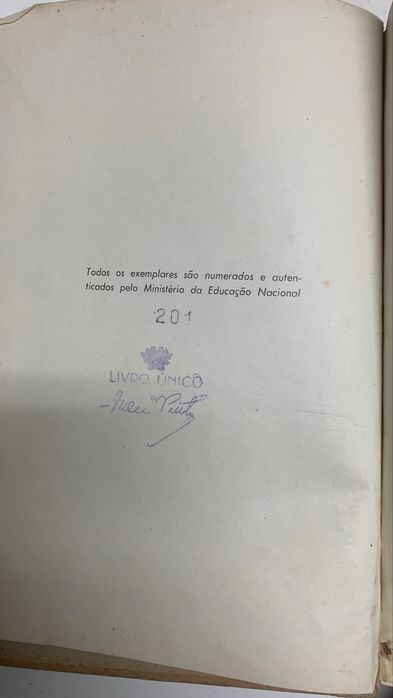 Todos os exemplares são numerados e auten-
ticados pelo Ministério da Educação Nacional
201
LIVRO ÚNICO